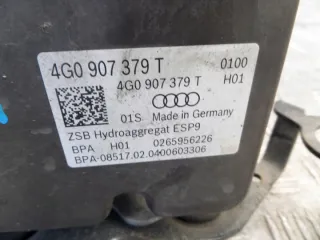 4G0 907 379 T 0100
4G0 907 379 T H01
01S Made in Germany
ZSB Hydroaggregat ESP9
BPA H01 0265956226
BPA-08517.02.0400603306